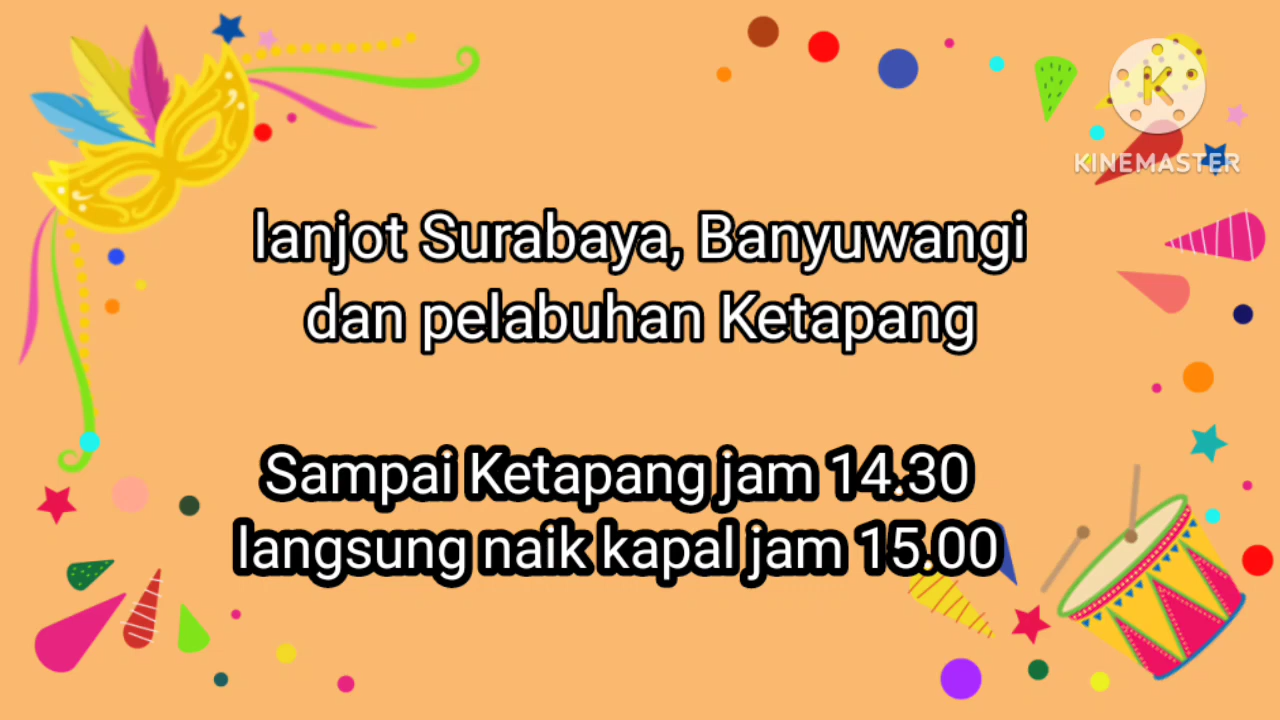 KINEMASTER
lanjot Surabaya, Banyuwangi
dan pelabuhan Ketapang
Sampai Ketapang jam 14.30
langsung naik kapal jam 15.00